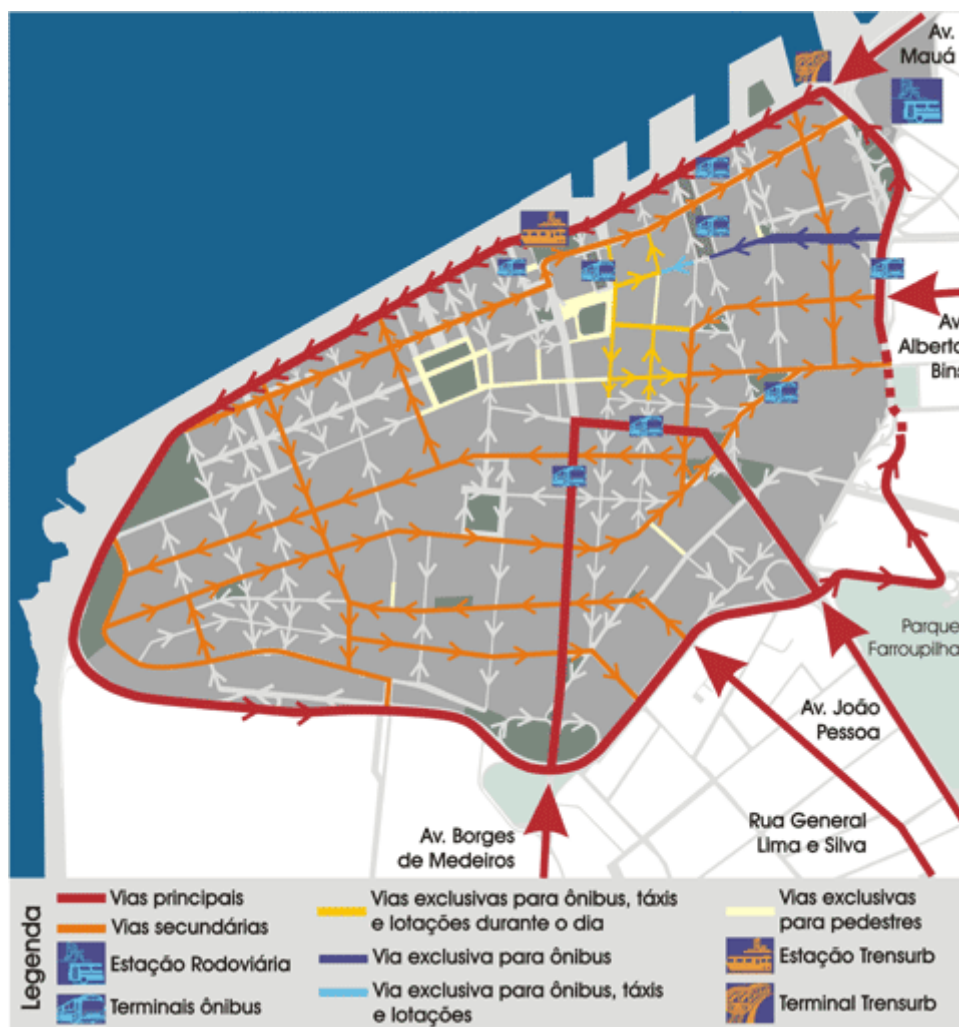 Av.
Mauá
Av.
Alberto
Bins
Parque
Farroupilha
Av. João
Pessoa
Rua General
Lima e Silva
Av. Borges
de Medeiros
Legenda
Vias principais
Vias secundárias
Estação Rodoviária
Terminais ônibus
Vias exclusivas para ônibus, táxis
e lotações durante o dia
Via exclusiva para ônibus
Via exclusiva para ônibus, táxis
e lotações
Vias exclusivas
para pedestres
Estação Trensurb
Terminal Trensurb